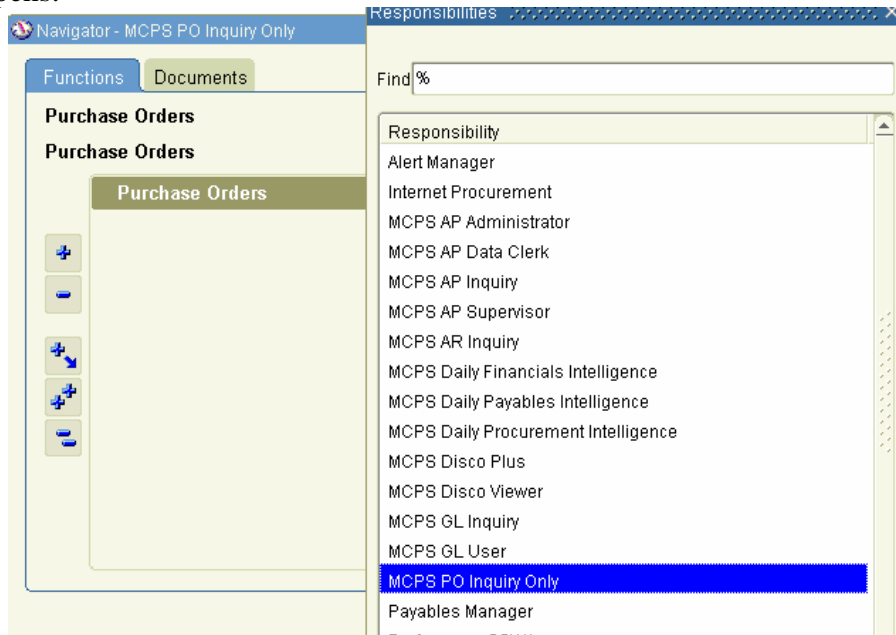 Navigator - MCPS PO Inquiry Only
Functions
Documents
Purchase Orders
Purchase Orders
Purchase Orders
Responsibilities
Find %
Responsibility
Alert Manager
Internet Procurement
MCPS AP Administrator
MCPS AP Data Clerk
MCPS AP Inquiry
MCPS AP Supervisor
MCPS AR Inquiry
MCPS Daily Financials Intelligence
MCPS Daily Payables Intelligence
MCPS Daily Procurement Intelligence
MCPS Disco Plus
MCPS Disco Viewer
MCPS GL Inquiry
MCPS GL User
MCPS PO Inquiry Only
Payables Manager